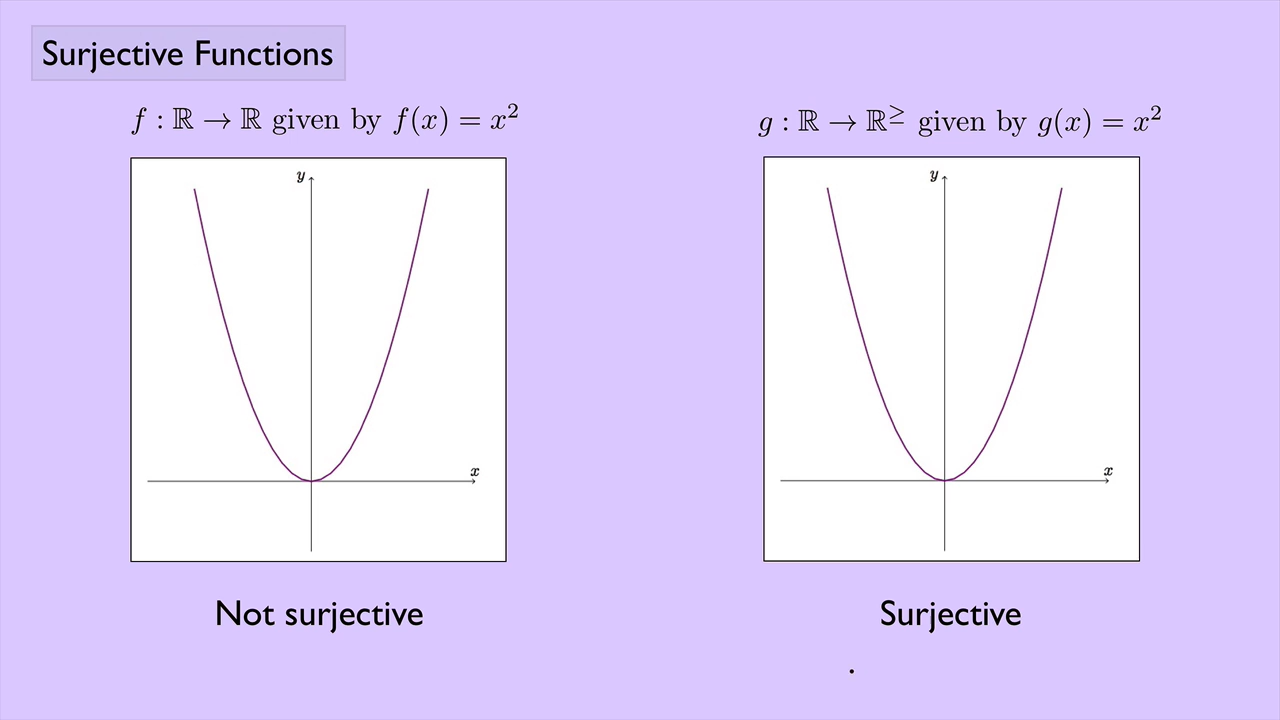 Surjective Functions
f : ℝ → ℝ given by f(x) = x²
g : ℝ → ℝ^≥ given by g(x) = x²
y
x
y
x
Not surjective
Surjective
.